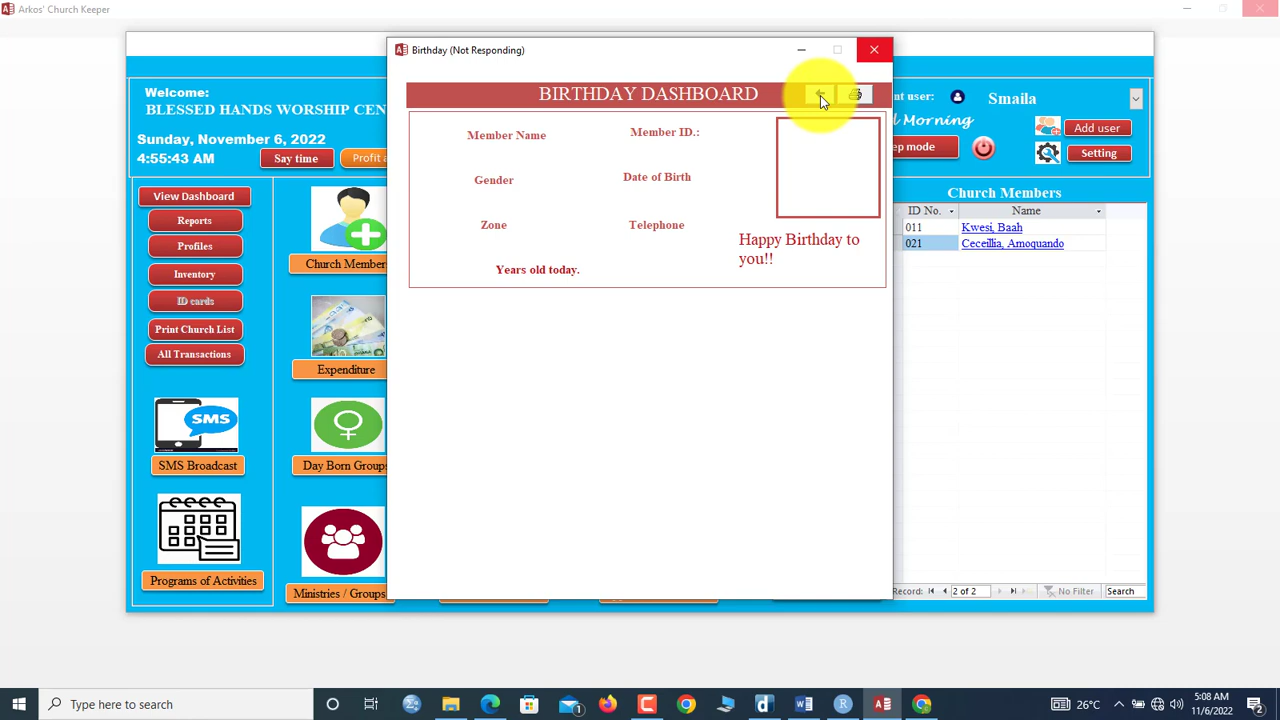 Arkos' Church Keeper
Birthday (Not Responding)
BIRTHDAY DASHBOARD
Member Name
Member ID.:
Gender
Date of Birth
Zone
Telephone
Happy Birthday to
you!!
Years old today.
Welcome:
BLESSED HANDS WORSHIP CEN
Sunday, November 6, 2022
4:55:43 AM
Say time
Profit a
nt user:
Smaila
Morning
Add user
ep mode
Setting
View Dashboard
Reports
Profiles
Inventory
ID cards
Print Church List
All Transactions
SMS
SMS Broadcast
Programs of Activities
Church Member
Expenditure
Day Born Groups
Ministries / Groups
Church Members
ID No.
Name
011
Kwesi, Baah
021
Ceceillia, Amoquando
Record:
2 of 2
No Filter
Search
Type here to search
1
26°C
5:08 AM
11/6/2022
2